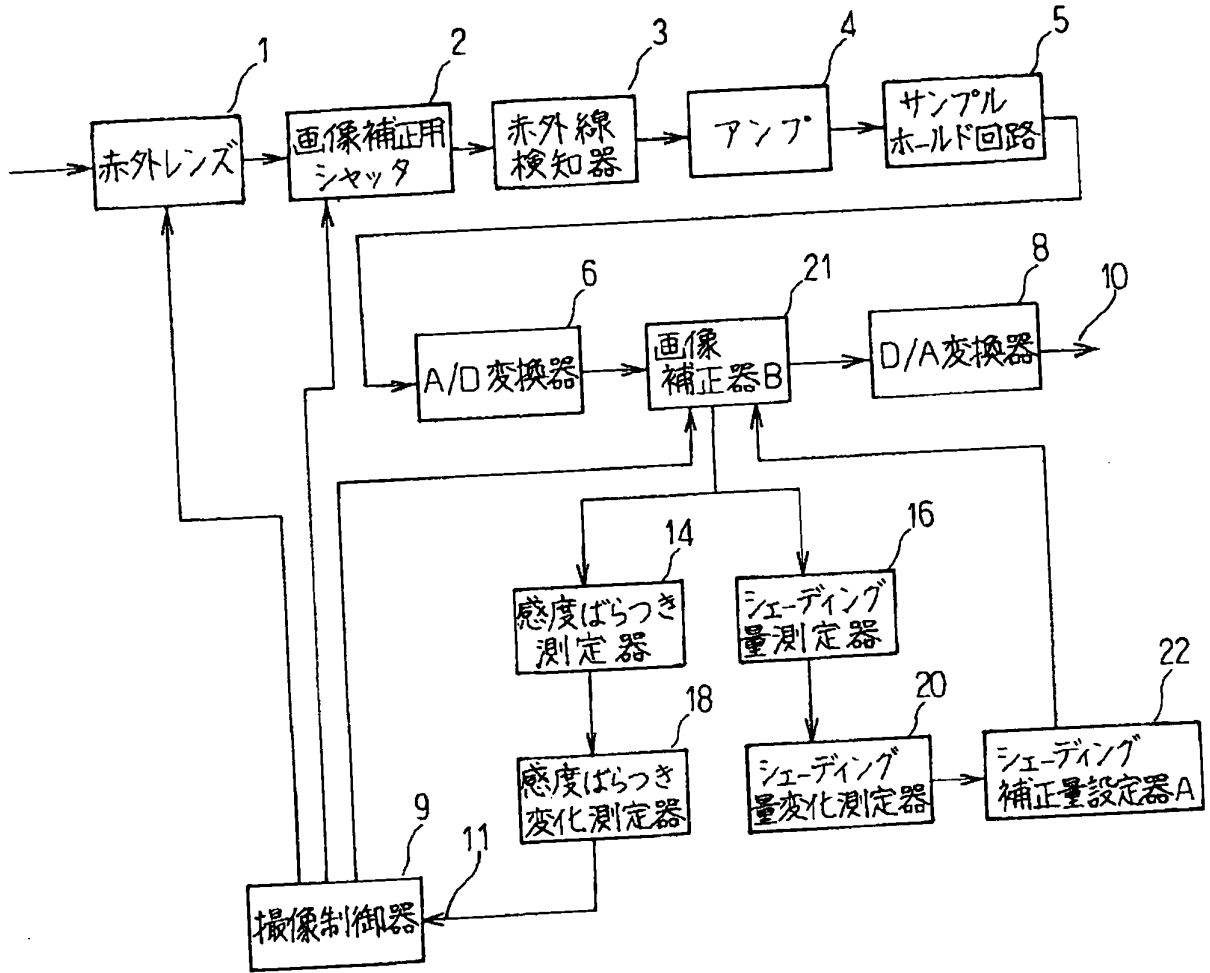 1
赤外レンズ
2
画像補正用
シャッタ
3
赤外線
検知器
4
アンプ
5
サンプル
ホールド回路
6
A/D変換器
21
画像
補正器B
8
D/A変換器
10
14
感度ばらつき
測定器
16
シェーディング
量測定器
18
感度ばらつき
変化測定器
20
シェーディング
量変化測定器
22
シェーディング
補正量設定器A
9
撮像制御器
11